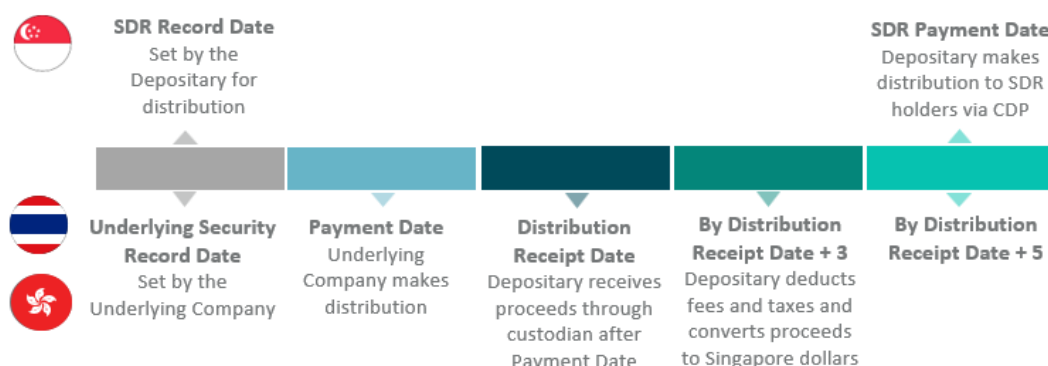 SDR Record Date
Set by the
Depositary for
distribution
SDR Payment Date
Depositary makes
distribution to SDR
holders via CDP
Underlying Security
Record Date
Set by the
Underlying Company
Payment Date
Underlying
Company makes
distribution
Distribution
Receipt Date
Depositary receives
proceeds through
custodian after
Payment Date
By Distribution
Receipt Date + 3
Depositary deducts
fees and taxes and
converts proceeds
to Singapore dollars
By Distribution
Receipt Date + 5